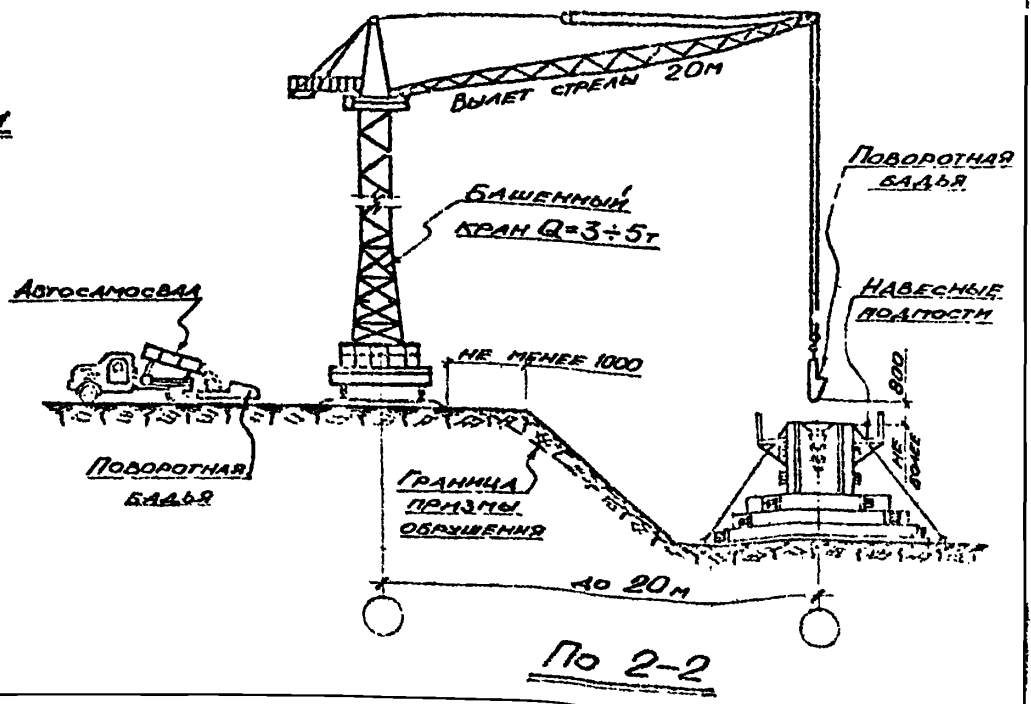 Вылет стрелы 20м
Поворотная
бадья
Башенный
кран Q=3÷5т
Автосамосвал
Навесные
подмости
не менее 1000
800
не
более
Поворотная
бадья
Граница
призмы
обрушения
до 20м
По 2-2